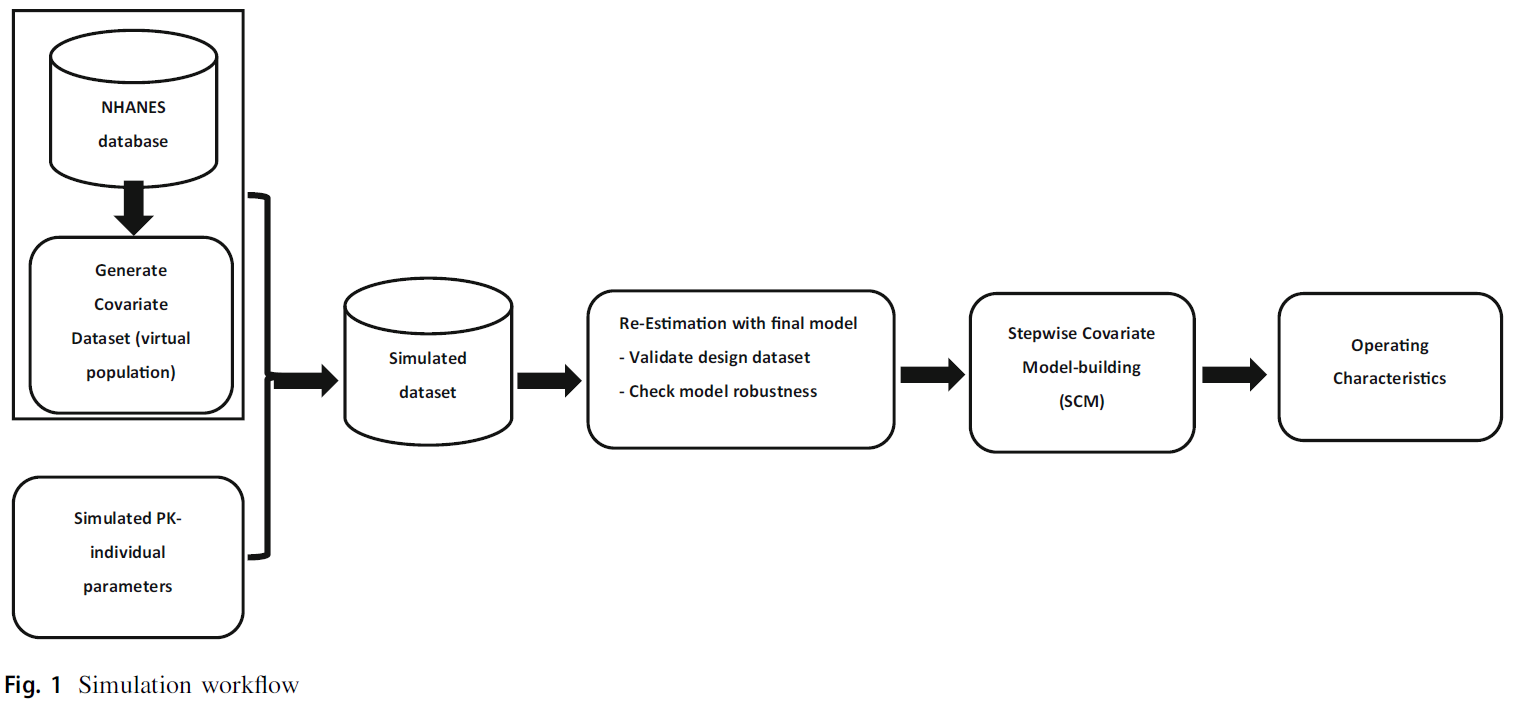 NHANES
database
Generate
Covariate
Dataset (virtual
population)
Simulated PK-
individual
parameters
Simulated
dataset
Re-Estimation with final model
- Validate design dataset
- Check model robustness
Stepwise Covariate
Model-building
(SCM)
Operating
Characteristics
Fig. 1 Simulation workflow